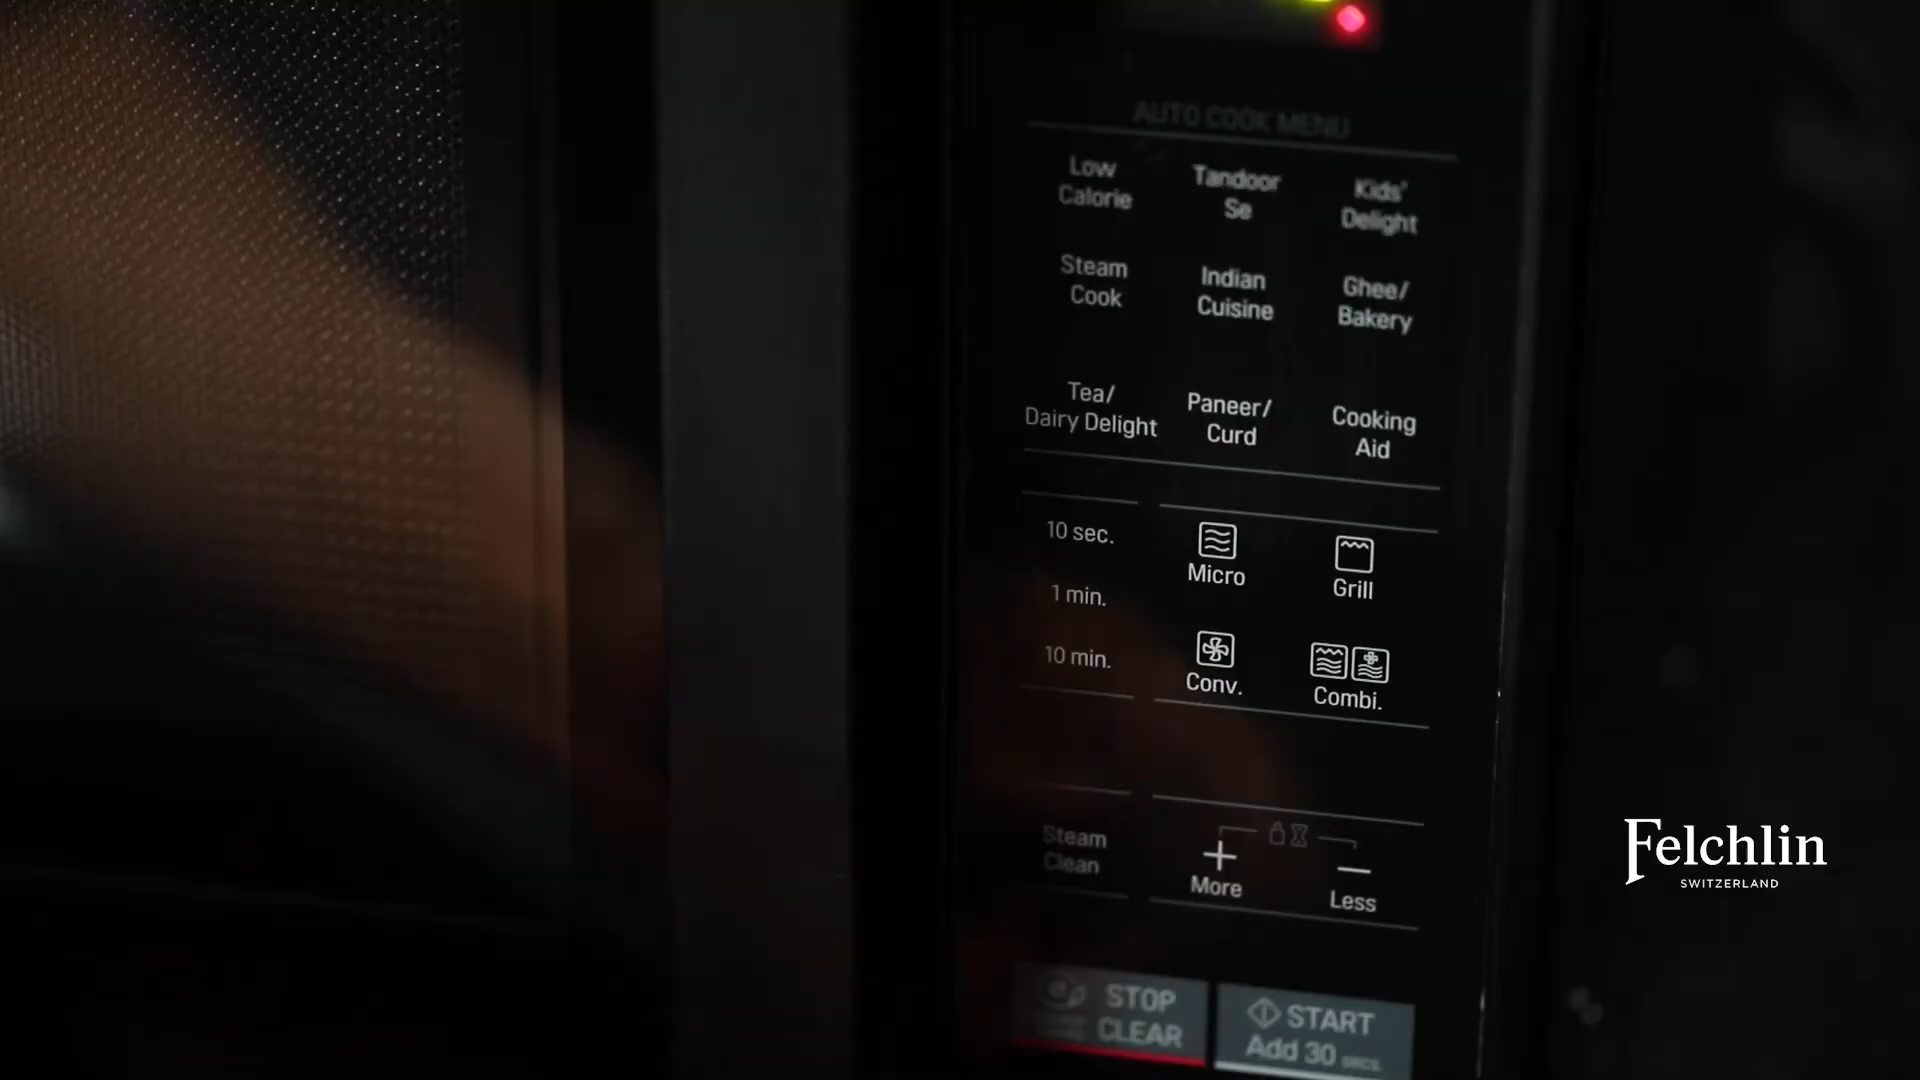 AUTO COOK MENU
Low
Calorie
Tandoor
Se
Kids'
Delight
Steam
Cook
Indian
Cuisine
Ghee/
Bakery
Tea/
Dairy Delight
Paneer/
Curd
Cooking
Aid
10 sec.
Micro
Grill
1 min.
10 min.
Conv.
Combi.
Steam
Clean
+
More
−
Less
STOP
CLEAR
START
Add 30 secs.
Felchlin
SWITZERLAND